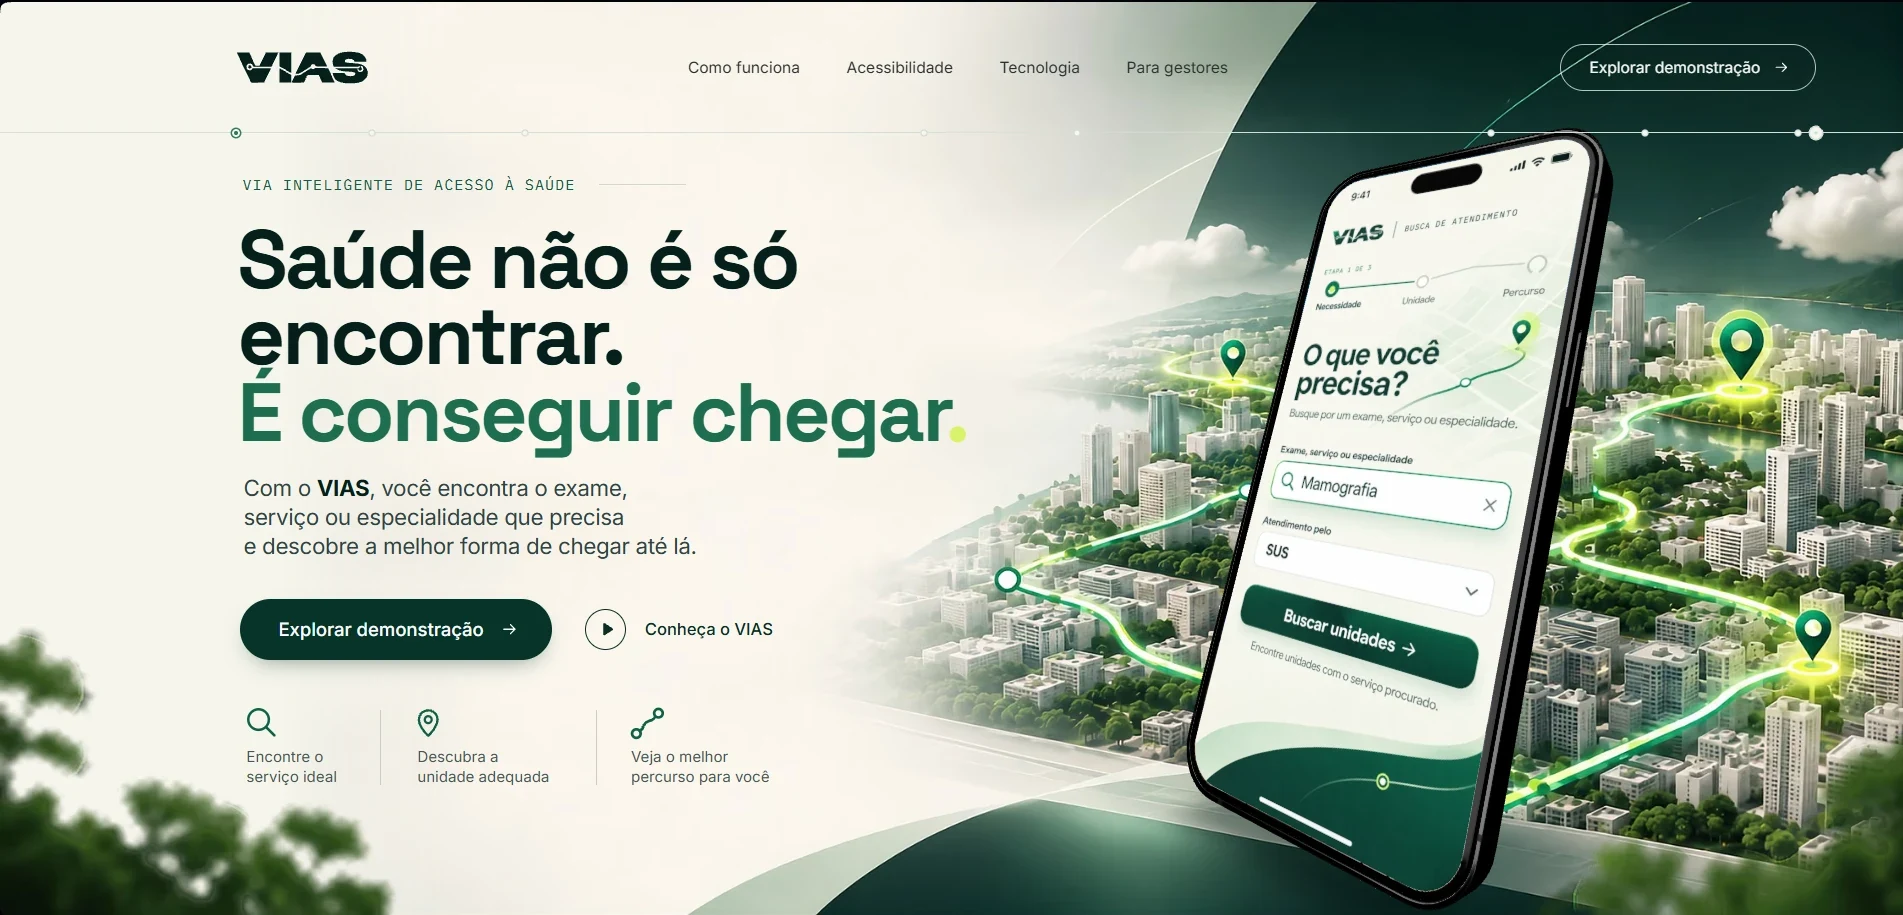 VIAS
Como funciona
Acessibilidade
Tecnologia
Para gestores
Explorar demonstração
VIA INTELIGENTE DE ACESSO À SAÚDE
Saúde não é só
encontrar.
É conseguir chegar.
Com o VIAS, você encontra o exame,
serviço ou especialidade que precisa
e descobre a melhor forma de chegar até lá.
Explorar demonstração
Conheça o VIAS
Encontre o
serviço ideal
Descubra a
unidade adequada
Veja o melhor
percurso para você
9:41
VIAS
BUSCA DE ATENDIMENTO
ETAPA 1 DE 3
Necessidade
Unidade
Percurso
O que você
precisa?
Busque por um exame, serviço ou especialidade.
Exame, serviço ou especialidade
Mamografia
Atendimento pelo
SUS
Buscar unidades
Encontre unidades com o serviço procurado.